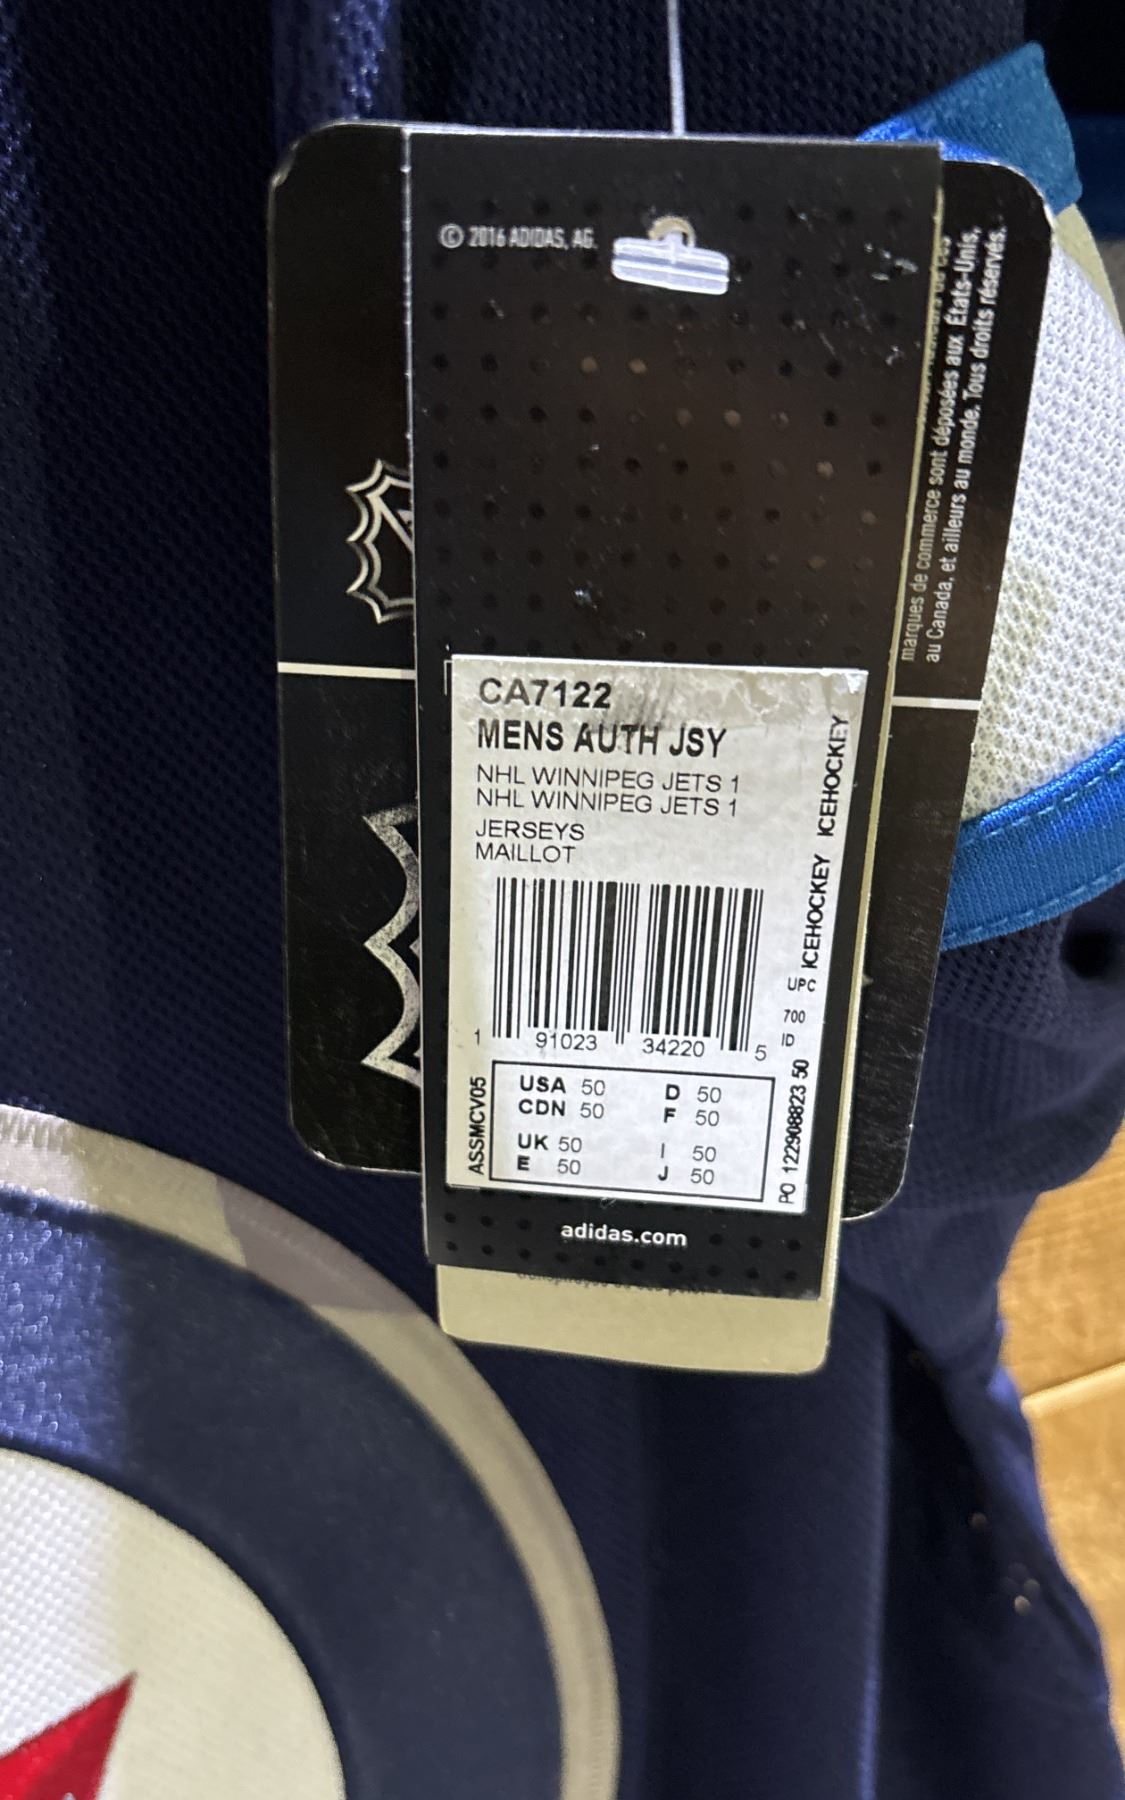 © 2016 ADIDAS, AG.
marques de commerce sont déposées aux États-Unis,
au Canada, et ailleurs au monde. Tous droits réservés.
CA7122
MENS AUTH JSY
NHL WINNIPEG JETS 1
NHL WINNIPEG JETS 1
JERSEYS
MAILLOT
ICEHOCKEY ICEHOCKEY
1 91023 34220 5
UPC
700
ID
ASSMCV05
USA 50 D 50
CDN 50 F 50
UK 50 I 50
E 50 J 50
PO 122908823 50
adidas.com